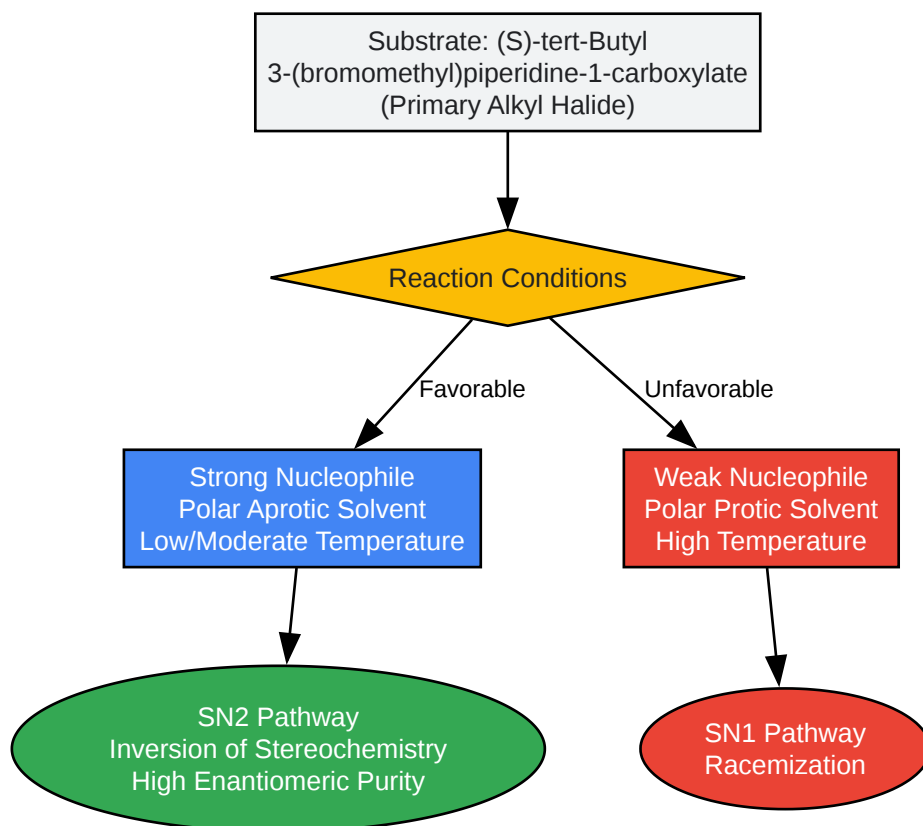 Substrate: (S)-tert-Butyl
3-(bromomethyl)piperidine-1-carboxylate
(Primary Alkyl Halide)
Reaction Conditions
Favorable
Unfavorable
Strong Nucleophile
Polar Aprotic Solvent
Low/Moderate Temperature
Weak Nucleophile
Polar Protic Solvent
High Temperature
SN2 Pathway
Inversion of Stereochemistry
High Enantiomeric Purity
SN1 Pathway
Racemization